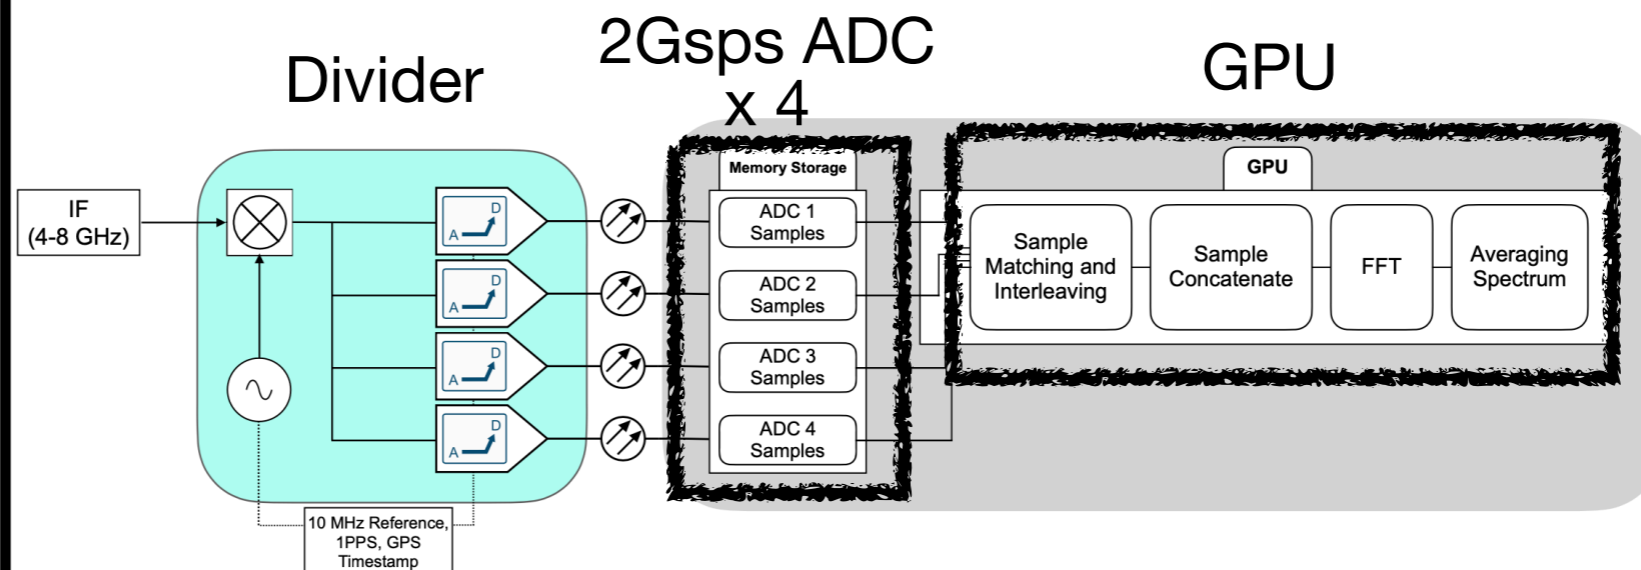 Divider
2Gsps ADC
x 4
GPU
IF
(4-8 GHz)
D
A
D
A
D
A
D
A
10 MHz Reference,
1PPS, GPS
Timestamp
Memory Storage
ADC 1
Samples
ADC 2
Samples
ADC 3
Samples
ADC 4
Samples
GPU
Sample
Matching and
Interleaving
Sample
Concatenate
FFT
Averaging
Spectrum